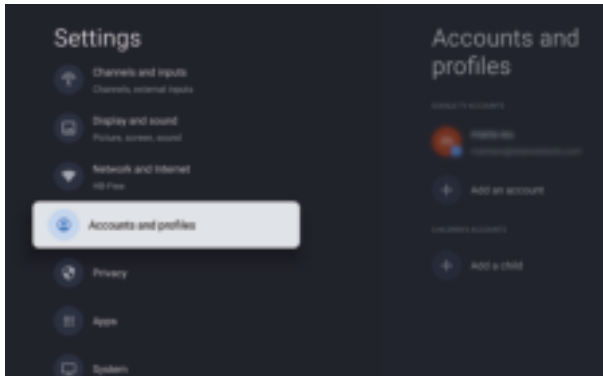 Settings
Channels and inputs
Channels, external inputs
Display and sound
Picture, screen, sound
Network and Internet
Accounts and profiles
Privacy
Apps
System
Accounts and
profiles
Add an account
Add a child